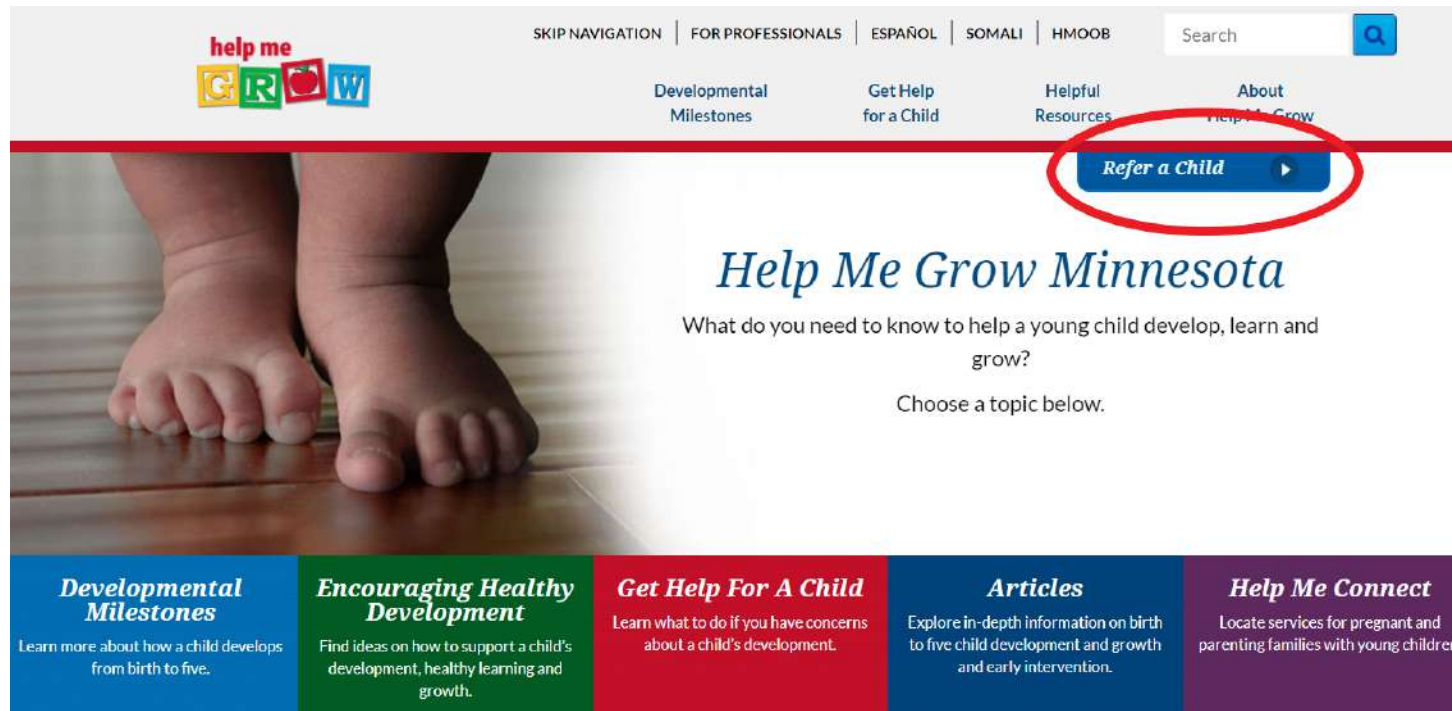 help me
GROW
SKIP NAVIGATION | FOR PROFESSIONALS | ESPAÑOL | SOMALI | HMOOB
Search
Developmental
Milestones
Get Help
for a Child
Helpful
Resources
About
Help Me Grow
Refer a Child
Help Me Grow Minnesota
What do you need to know to help a young child develop, learn and
grow?
Choose a topic below.
Developmental
Milestones
Learn more about how a child develops
from birth to five.
Encouraging Healthy
Development
Find ideas on how to support a child's
development, healthy learning and
growth.
Get Help For A Child
Learn what to do if you have concerns
about a child's development.
Articles
Explore in-depth information on birth
to five child development and growth
and early intervention.
Help Me Connect
Locate services for pregnant and
parenting families with young children